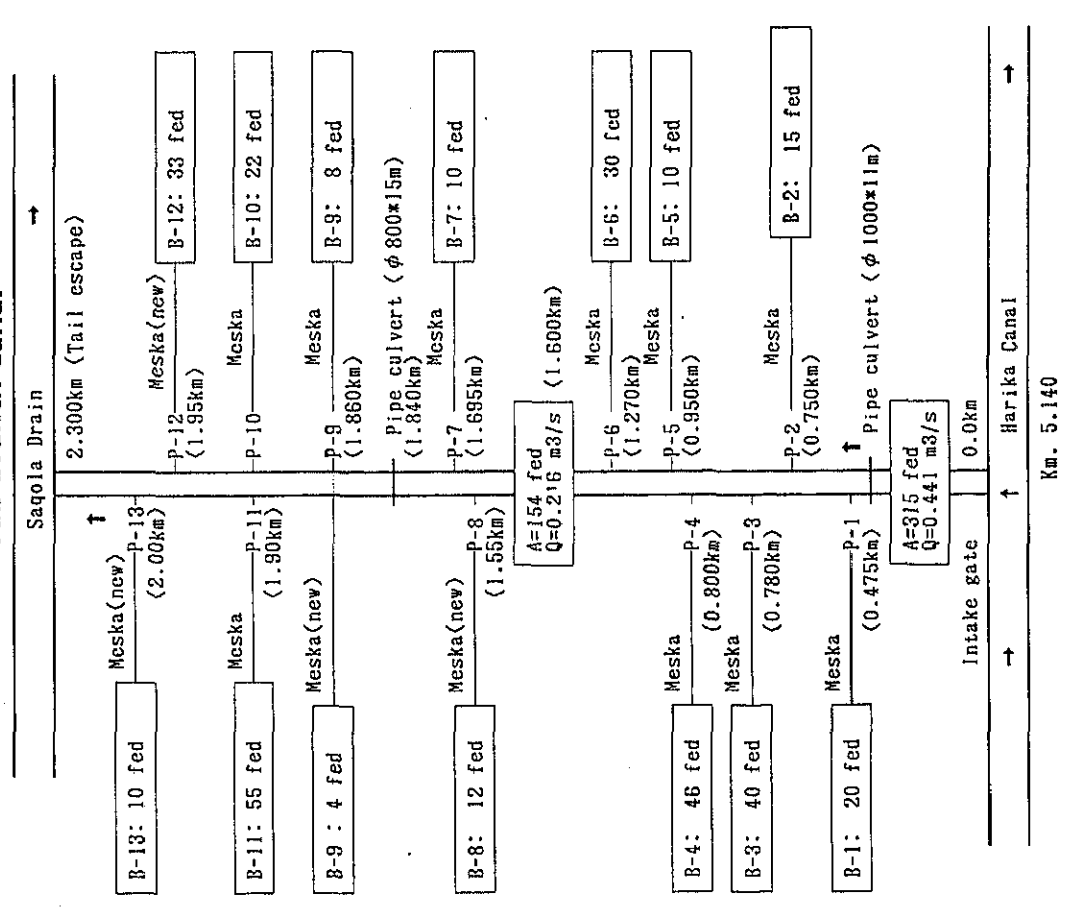 Saqola Drain →
2.300km (Tail escape)
↑
Meska(new)
B-13: 10 fed
P-13
(2.00km)
Meska(new)
P-12
(1.95km)
B-12: 33 fed
Meska
B-11: 55 fed
P-11
(1.90km)
Meska
P-10
B-10: 22 fed
Meska(new)
B-9 : 4 fed
Meska
P-9
(1.860km)
B-9: 8 fed
Pipe culvert (φ800*15m)
(1.840km)
Meska
P-7
(1.695km)
B-7: 10 fed
Meska(new)
B-8: 12 fed
P-8
(1.55km)
A=154 fed
Q=0.216 m3/s
(1.600km)
Meska
P-6
(1.270km)
B-6: 30 fed
Meska
P-5
(0.950km)
B-5: 10 fed
Meska
B-4: 46 fed
P-4
(0.800km)
Meska
B-3: 40 fed
P-3
(0.780km)
Meska
P-2
(0.750km)
B-2: 15 fed
Meska
B-1: 20 fed
P-1
(0.475km)
↑
Pipe culvert (φ1000*11m)
A=315 fed
Q=0.441 m3/s
Intake gate
0.0km
→ ↑ Harika Canal →
Km. 5.140